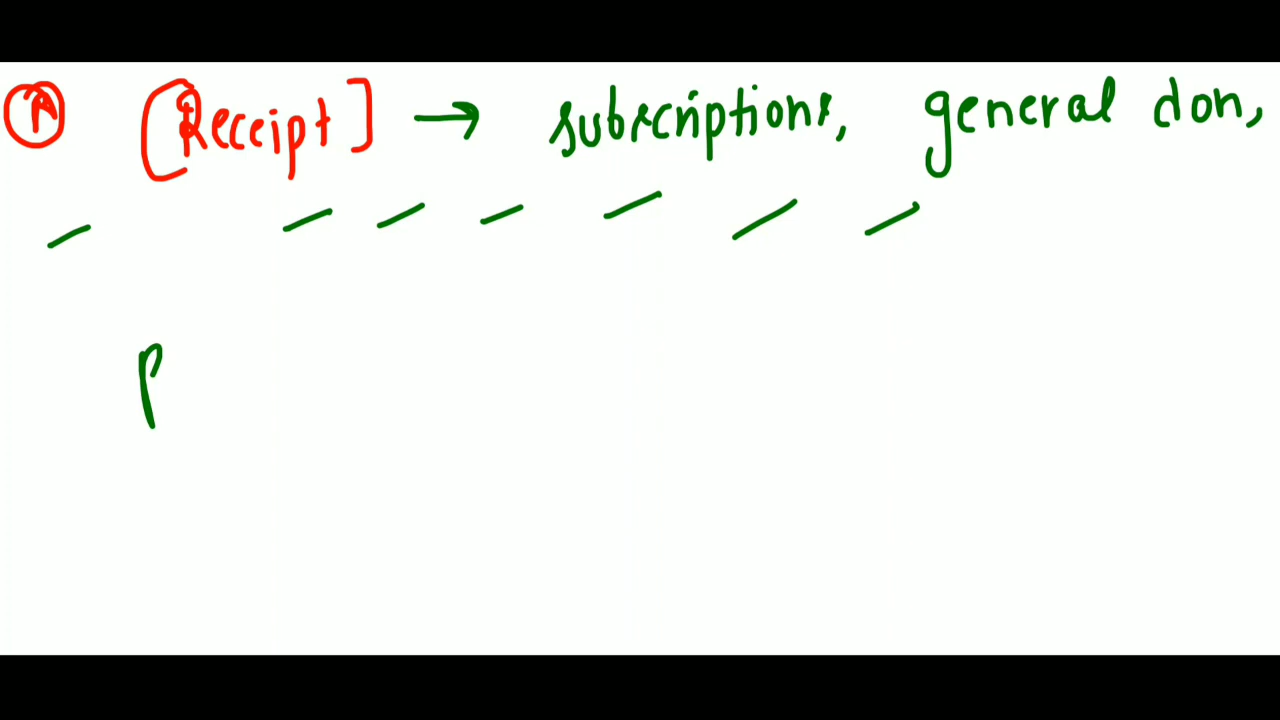 Ⓐ [Receipt] → subscriptions, general don,
P